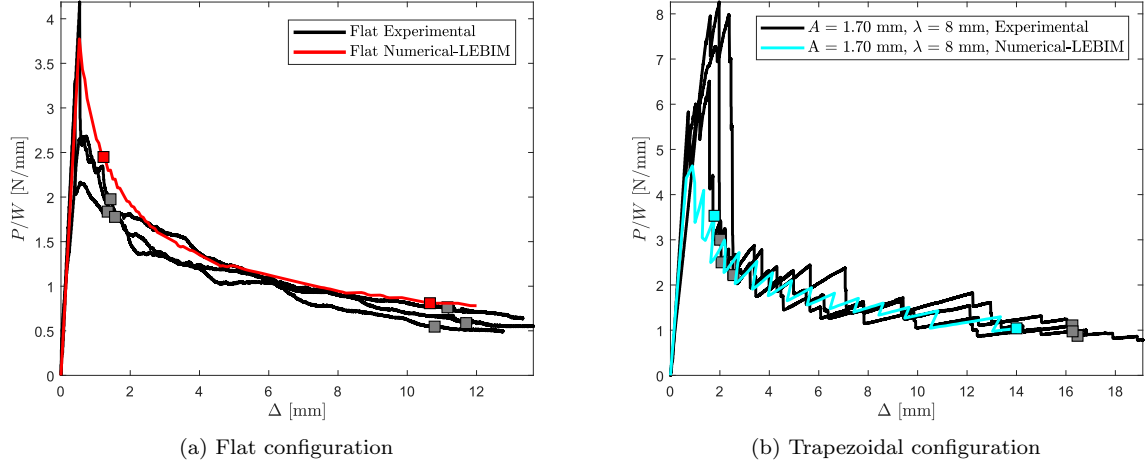 4
3.5
3
2.5
2
1.5
1
0.5
0
P/W [N/mm]
0 2 4 6 8 10 12
Δ [mm]
Flat Experimental
Flat Numerical-LEBIM
(a) Flat configuration
8
7
6
5
4
3
2
1
0
P/W [N/mm]
0 2 4 6 8 10 12 14 16 18
Δ [mm]
A = 1.70 mm, λ = 8 mm, Experimental
A = 1.70 mm, λ = 8 mm, Numerical-LEBIM
(b) Trapezoidal configuration